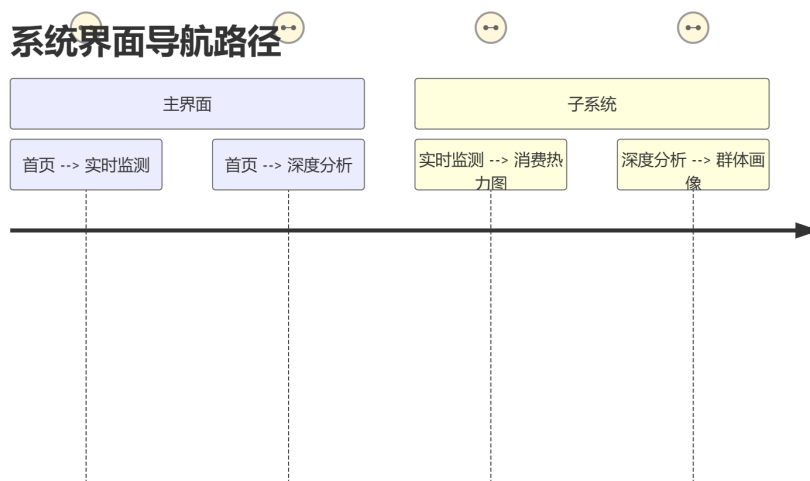 系统界面导航路径
主界面
子系统
首页 --> 实时监测
首页 --> 深度分析
实时监测 --> 消费热
力图
深度分析 --> 群体画
像